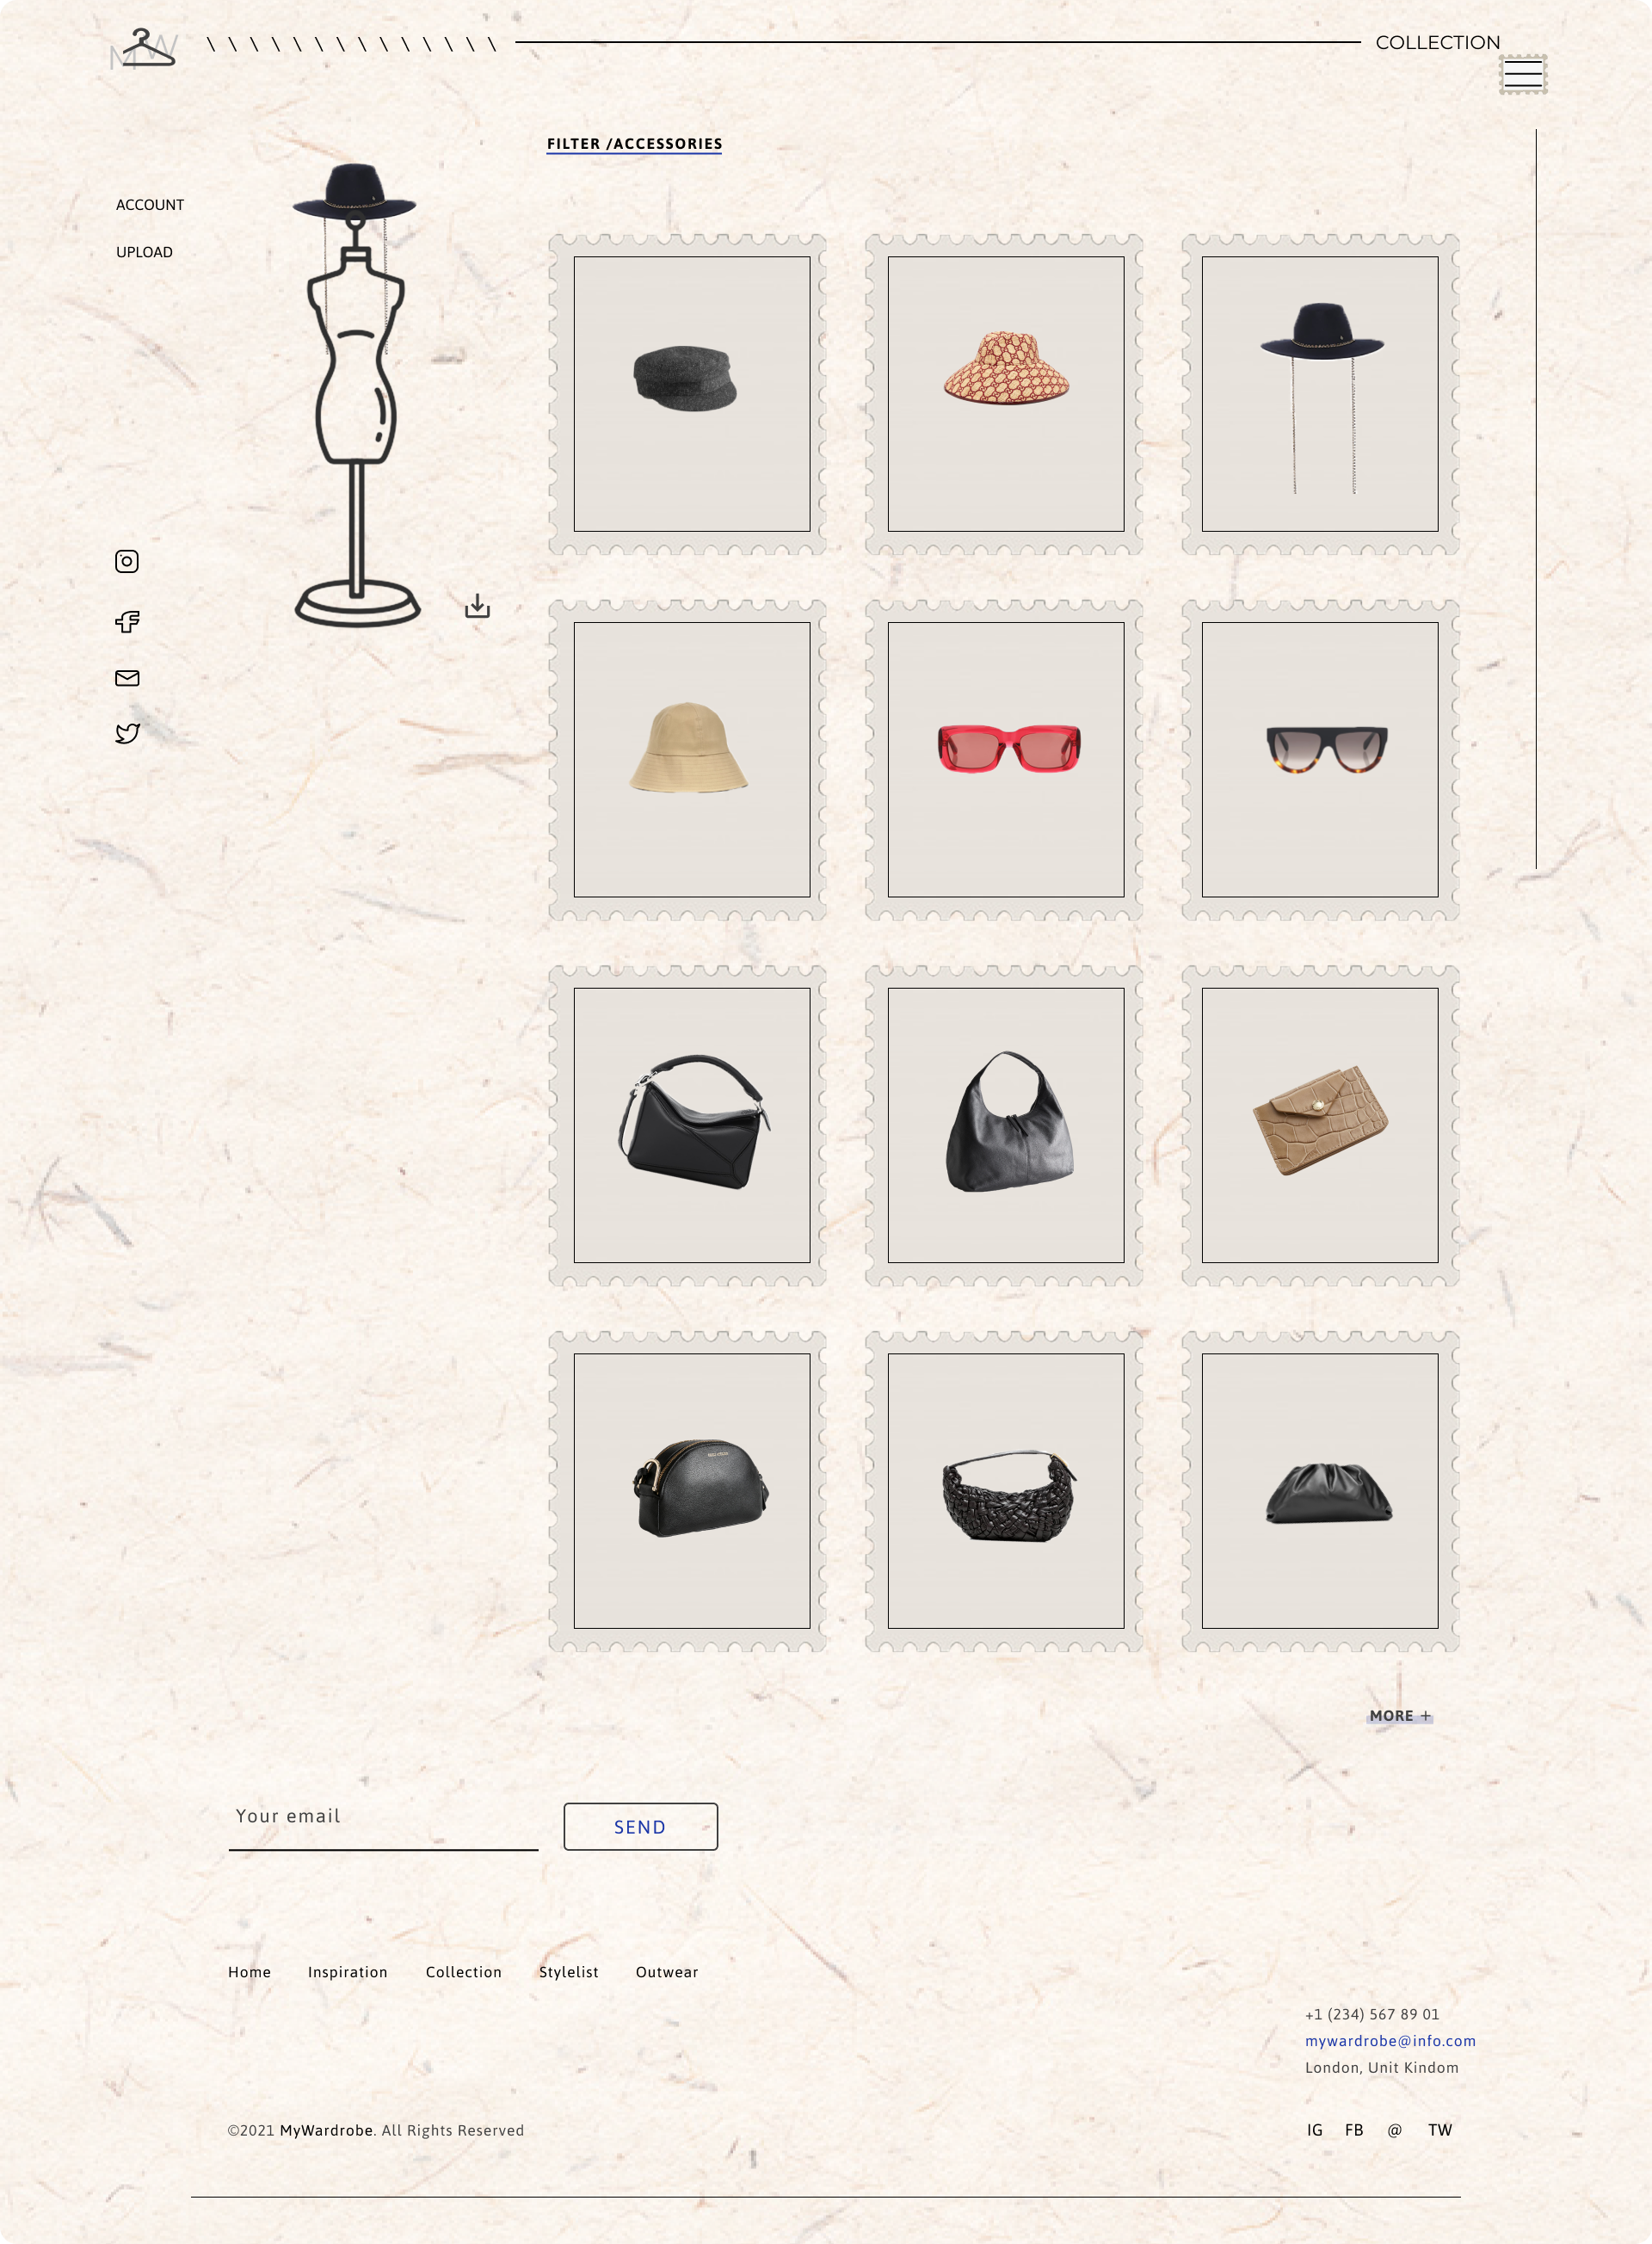 MW
COLLECTION
FILTER /ACCESSORIES
ACCOUNT
UPLOAD
MORE +
Your email
SEND
Home Inspiration Collection Stylelist Outwear
+1 (234) 567 89 01
mywardrobe@info.com
London, Unit Kindom
©2021 MyWardrobe. All Rights Reserved
IG FB @ TW